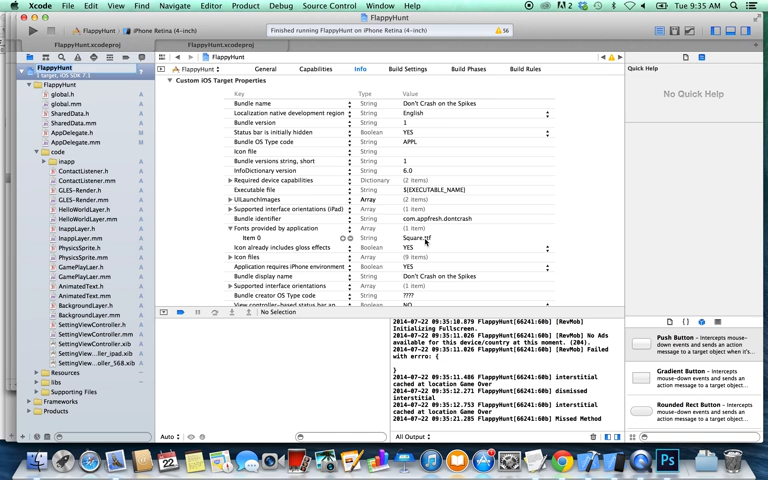 Xcode File Edit View Find Navigate Editor Product Debug Source Control Window Help
Tue 9:35 AM
FlappyHunt
FlappyHunt iPhone Retina (4-inch)
Finished running FlappyHunt on iPhone Retina (4-inch)
56
FlappyHunt.xcodeproj
FlappyHunt.xcodeproj
FlappyHunt
FlappyHunt
1 target, iOS SDK 7.1
FlappyHunt
global.h
global.mm
SharedData.h
SharedData.mm
AppDelegate.h
AppDelegate.mm
code
inapp
ContactListener.h
ContactListener.mm
GLES-Render.h
GLES-Render.mm
HelloWorldLayer.h
HelloWorldLayer.mm
InappLayer.h
InappLayer.mm
PhysicsSprite.h
PhysicsSprite.mm
GamePlayLaer.h
GamePlayLaer.mm
AnimatedText.h
AnimatedText.mm
BackgroundLayer.h
BackgroundLayer.mm
SettingViewController.h
SettingViewController.mm
SettingViewController.xib
SettingView...ller_ipad.xib
SettingView...oller_568.xib
Resources
libs
Supporting Files
Frameworks
Products
FlappyHunt
General Capabilities Info Build Settings Build Phases Build Rules
Custom iOS Target Properties
Key Type Value
Bundle name String Don't Crash on the Spikes
Localization native development region String English
Bundle version String 1
Status bar is initially hidden Boolean YES
Bundle OS Type code String APPL
Icon file String
Bundle versions string, short String 1
InfoDictionary version String 6.0
Required device capabilities Dictionary (2 items)
Executable file String ${EXECUTABLE_NAME}
UILaunchImages Array (2 items)
Supported interface orientations (iPad) Array (1 item)
Bundle identifier String com.appfresh.dontcrash
Fonts provided by application Array (1 item)
Item 0 String Square.ttf
Icon already includes gloss effects Boolean YES
Icon files Array (9 items)
Application requires iPhone environment Boolean YES
Bundle display name String Don't Crash on the Spikes
Supported interface orientations Array (1 item)
Bundle creator OS Type code String ????
View controller-based status bar an Boolean NO
No Selection
2014-07-22 09:35:10.879 FlappyHunt[66241:60b] [RevMob]
Initializing Fullscreen.
2014-07-22 09:35:11.026 FlappyHunt[66241:60b] [RevMob] No Ads
available for this device/country at this moment. (204).
2014-07-22 09:35:11.026 FlappyHunt[66241:60b] [RevMob] Failed
with errro: {
}
2014-07-22 09:35:11.486 FlappyHunt[66241:60b] interstitial
cached at location Game Over
2014-07-22 09:35:12.271 FlappyHunt[66241:60b] dismissed
interstitial
2014-07-22 09:35:12.753 FlappyHunt[66241:60b] interstitial
cached at location Game Over
2014-07-22 09:35:21.285 FlappyHunt[66241:60b] Missed Method
Auto
All Output
Quick Help
No Quick Help
Push Button - Intercepts mouse-
down events and sends an action
message to a target object when it's...
Gradient Button - Intercepts
mouse-down events and sends an
action message to a target object...
Rounded Rect Button - Intercepts
mouse-down events and sends an
action message to a target object...
22
Ps